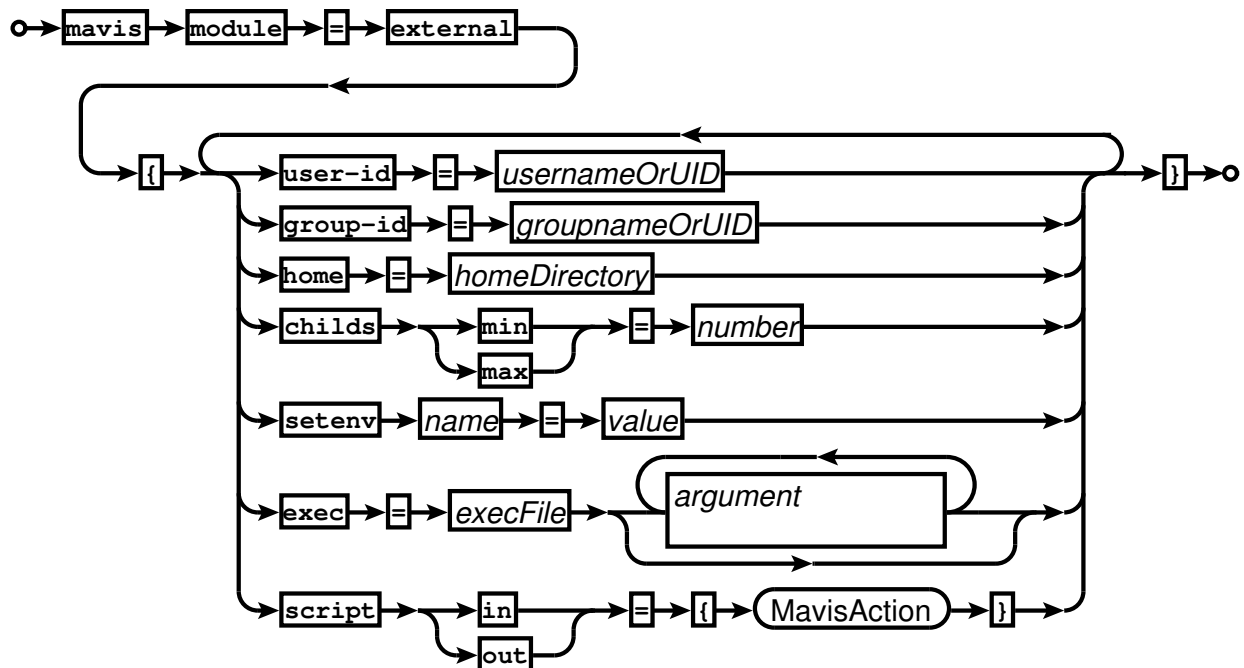 mavis module = external
{ user-id = usernameOrUID }
group-id = groupnameOrUID
home = homeDirectory
childs min = number
max
setenv name = value
argument
exec = execFile
script in = { MavisAction }
out